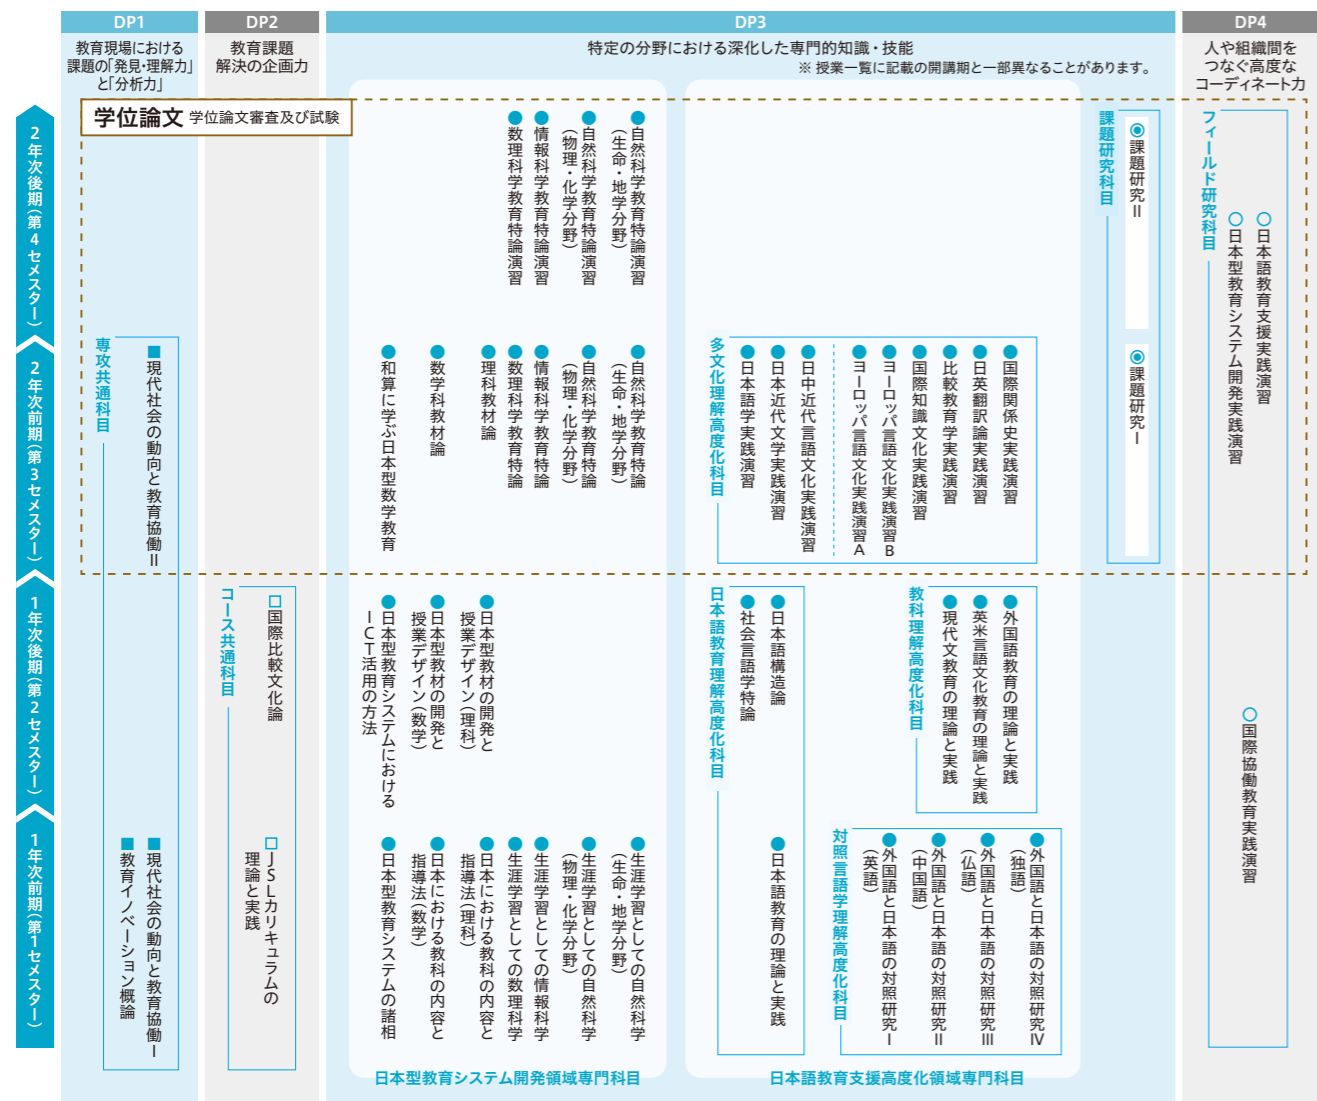 DP1
DP2
DP3
DP4
教育現場における
課題の「発見・理解力」
と「分析力」
教育課題
解決の企画力
特定の分野における深化した専門的知識・技能
※ 授業一覧に記載の開講期と一部異なることがあります。
人や組織間を
つなぐ高度な
コーディネート力
学位論文 学位論文審査及び試験
2年次後期(第4セメスター)
2年次前期(第3セメスター)
1年次後期(第2セメスター)
1年次前期(第1セメスター)
専攻共通科目
■現代社会の動向と教育協働Ⅱ
■現代社会の動向と教育協働Ⅰ
■教育イノベーション概論
コース共通科目
□国際比較文化論
□JSLカリキュラムの
理論と実践
●自然科学教育特論演習
(生命・地学分野)
●自然科学教育特論演習
(物理・化学分野)
●情報科学教育特論演習
●数理科学教育特論演習
●自然科学教育特論
(生命・地学分野)
●自然科学教育特論
(物理・化学分野)
●情報科学教育特論
●数理科学教育特論
●理科教材論
●数学科教材論
●和算に学ぶ日本型数学教育
●日本型教材の開発と
授業デザイン(理科)
●日本型教材の開発と
授業デザイン(数学)
●日本型教育システムにおける
ICT活用の方法
●生涯学習としての自然科学
(生命・地学分野)
●生涯学習としての自然科学
(物理・化学分野)
●生涯学習としての情報科学
●生涯学習としての数理科学
●日本における教科の内容と
指導法(理科)
●日本における教科の内容と
指導法(数学)
●日本型教育システムの諸相
日本型教育システム開発領域専門科目
多文化理解高度化科目
●国際関係史実践演習
●日英翻訳論実践演習
●比較教育学実践演習
●国際知識文化実践演習
●ヨーロッパ言語文化実践演習B
●ヨーロッパ言語文化実践演習A
●日中近代言語文化実践演習
●日本近代文学実践演習
●日本語学実践演習
教科理解高度化科目
●外国語教育の理論と実践
●英米言語文化教育の理論と実践
●現代文教育の理論と実践
日本語教育理解高度化科目
●日本語構造論
●社会言語学特論
●日本語教育の理論と実践
対照言語学理解高度化科目
●外国語と日本語の対照研究Ⅳ
(独語)
●外国語と日本語の対照研究Ⅲ
(仏語)
●外国語と日本語の対照研究Ⅱ
(中国語)
●外国語と日本語の対照研究Ⅰ
(英語)
日本語教育支援高度化領域専門科目
課題研究科目
◎課題研究Ⅱ
◎課題研究Ⅰ
フィールド研究科目
○日本語教育支援実践演習
○日本型教育システム開発実践演習
○国際協働教育実践演習